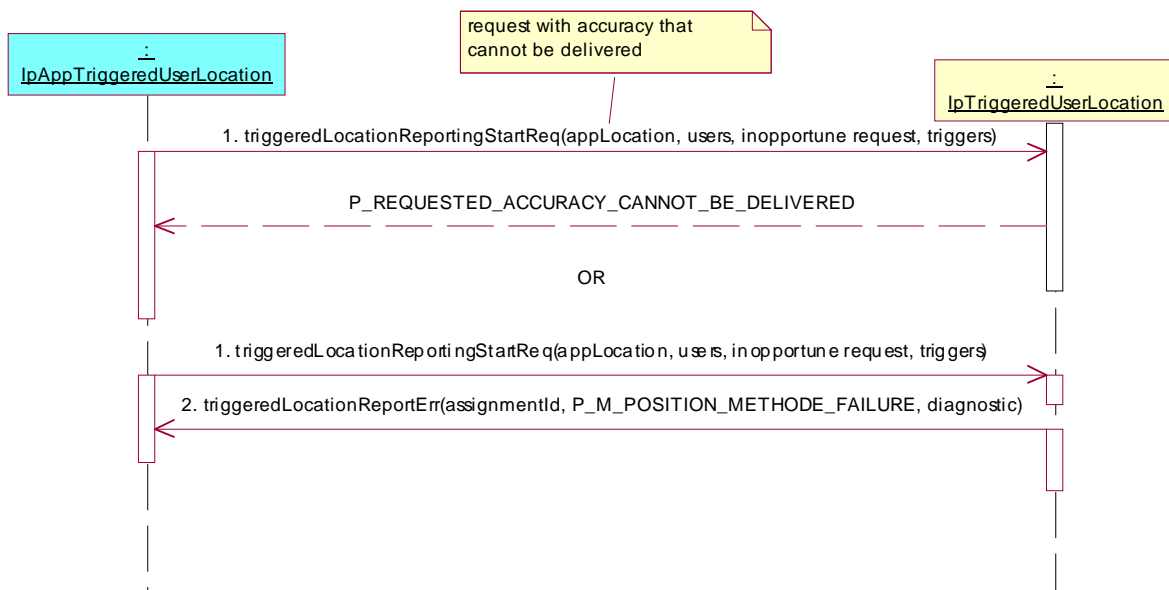 request with accuracy that
cannot be delivered
:
IpAppTriggeredUserLocation
:
IpTriggeredUserLocation
1. triggeredLocationReportingStartReq(appLocation, users, inopportune request, triggers)
P_REQUESTED_ACCURACY_CANNOT_BE_DELIVERED
OR
1. triggeredLocationReportingStartReq(appLocation, users, inopportune request, triggers)
2. triggeredLocationReportErr(assignmentId, P_M_POSITION_METHODE_FAILURE, diagnostic)